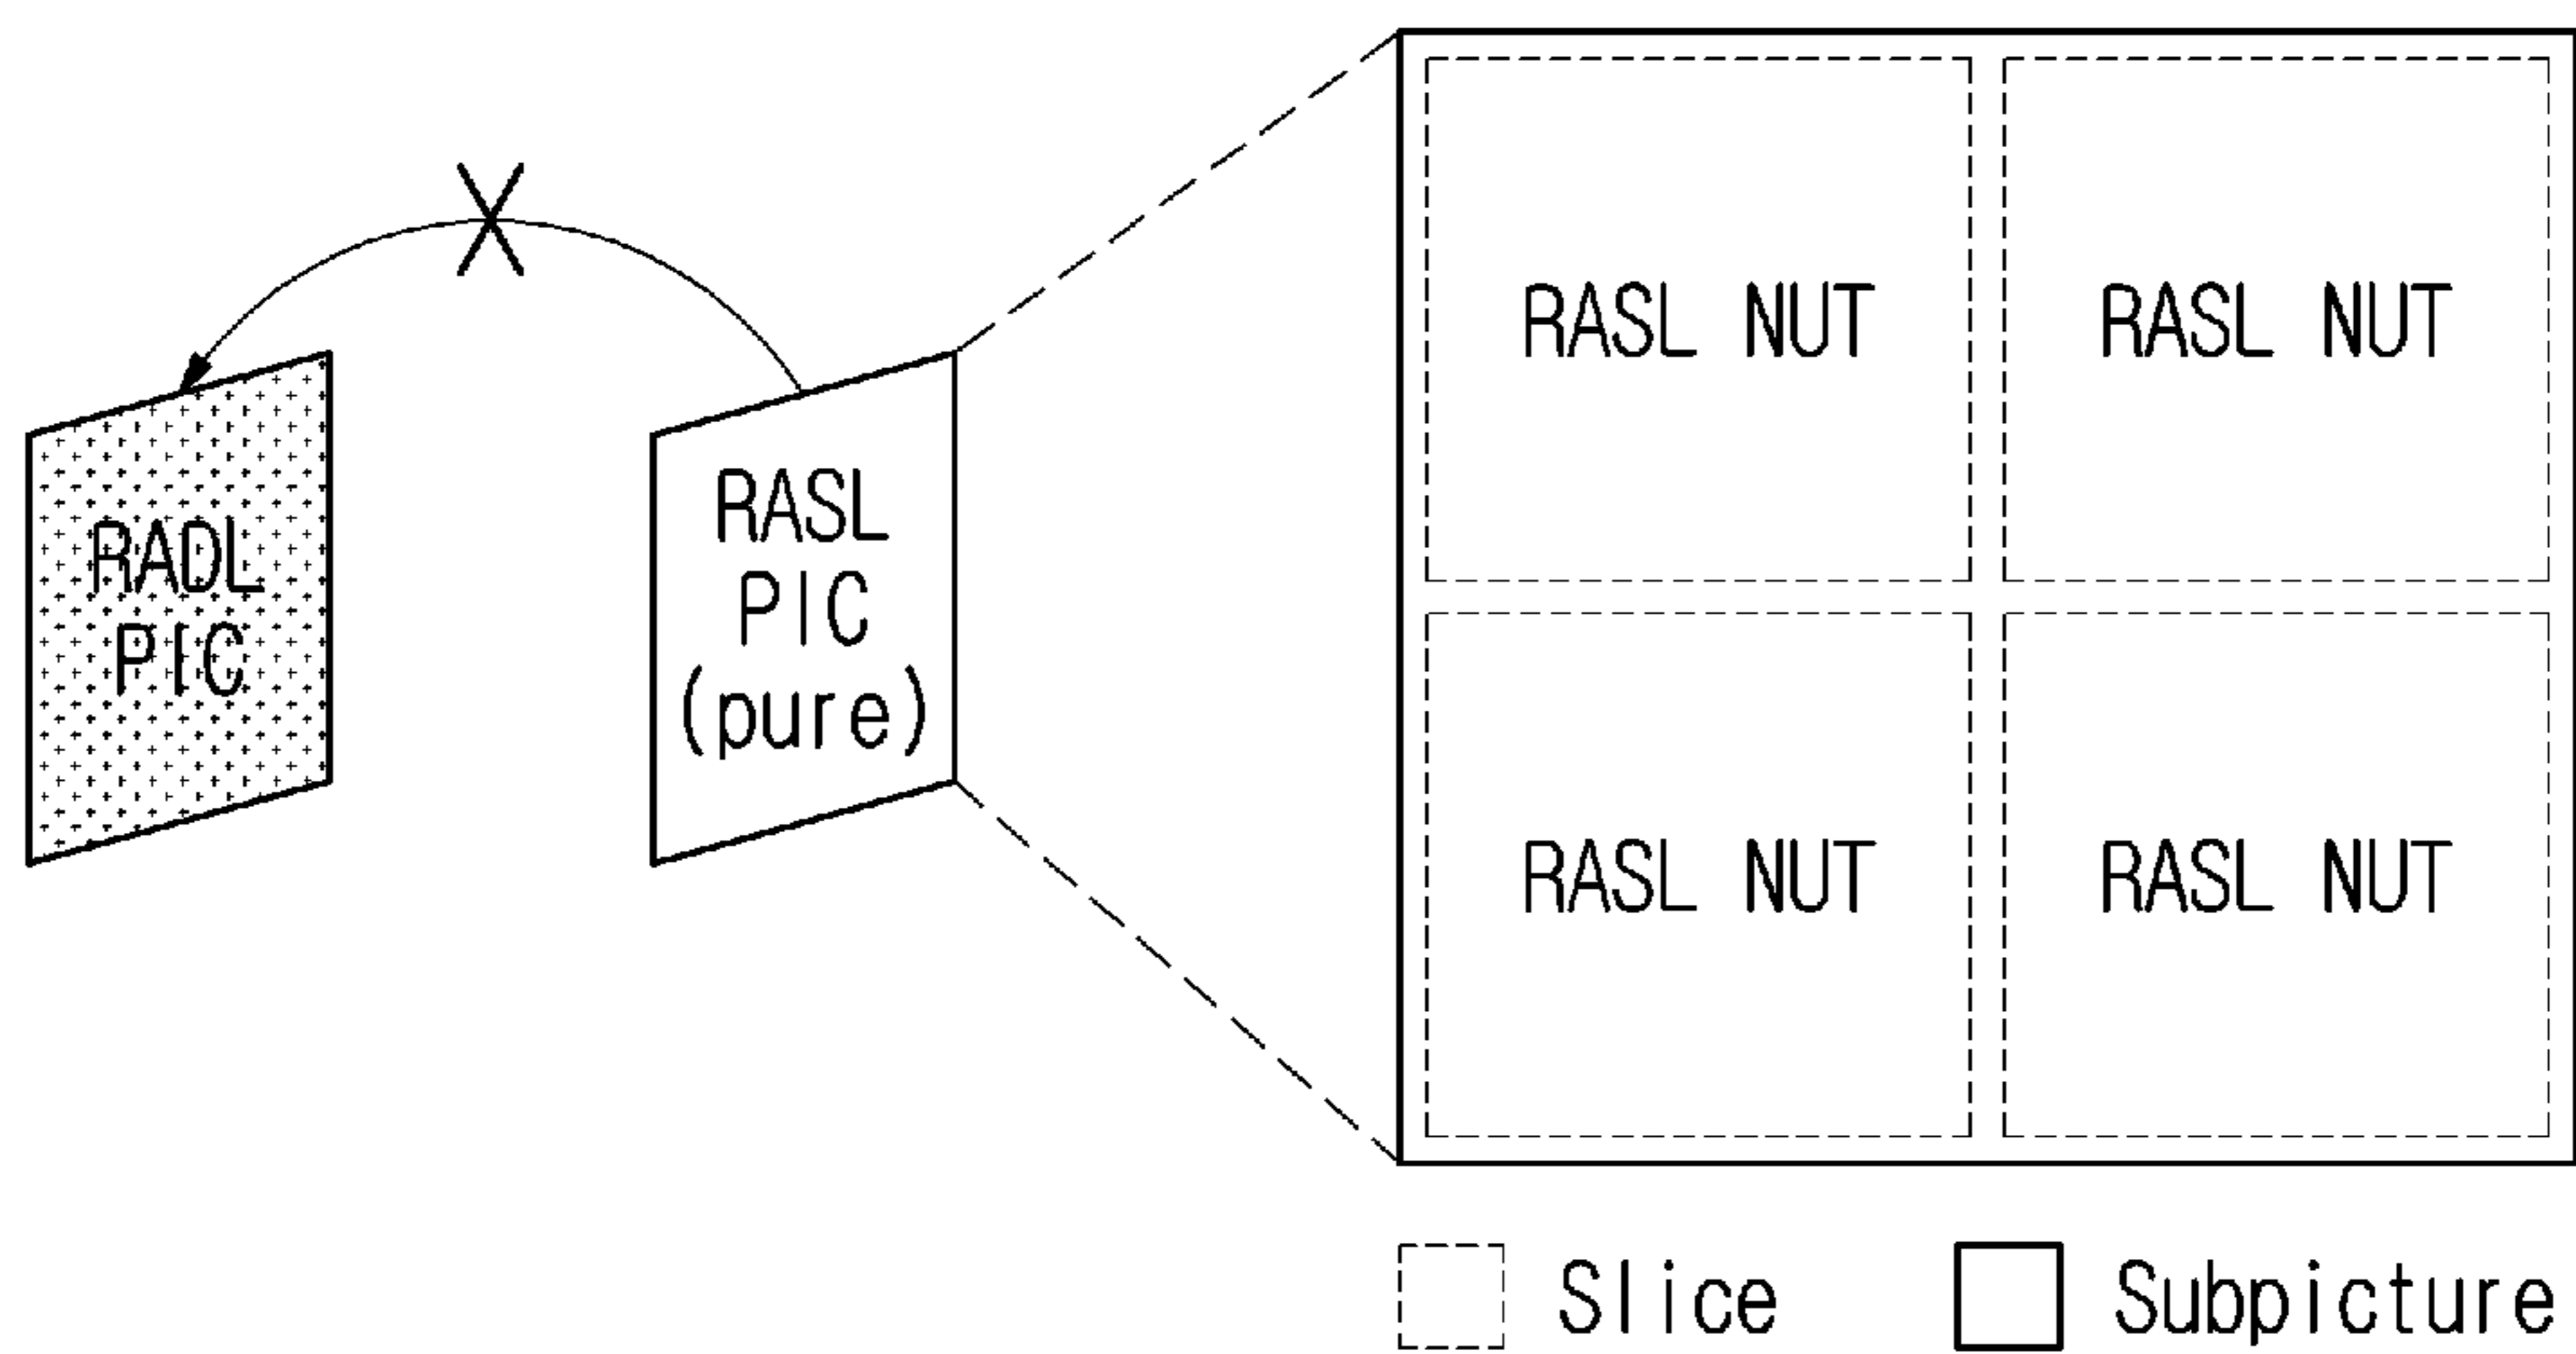 RADL
PIC
RASL
PIC
(pure)
RASL NUT
RASL NUT
RASL NUT
RASL NUT
Slice
Subpicture